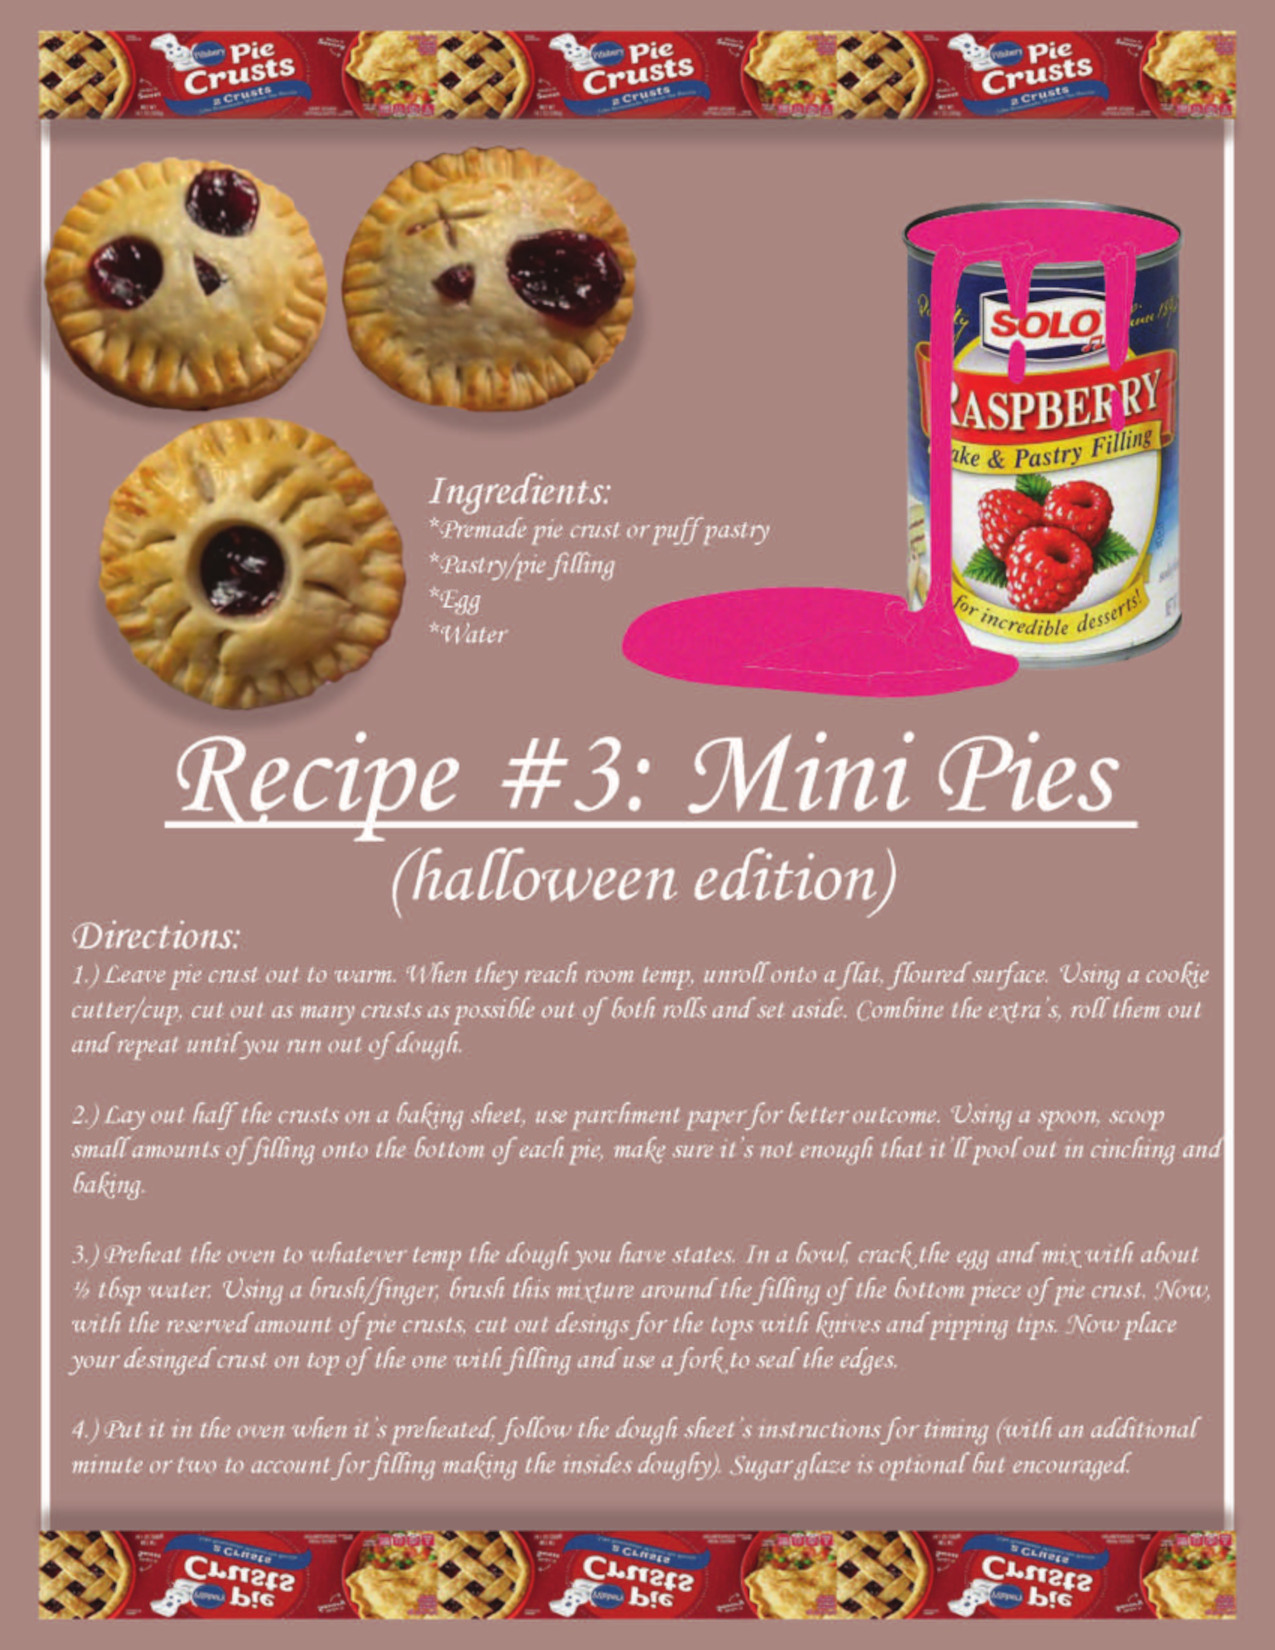 Pillsbury Pie Crusts
2 Crusts
Pillsbury Pie Crusts
2 Crusts
Pillsbury Pie Crusts
2 Crusts
SOLO
RASPBERRY
Cake & Pastry Filling
for incredible desserts!
Ingredients:
*Premade pie crust or puff pastry
*Pastry/pie filling
*Egg
*Water
Recipe #3: Mini Pies
(halloween edition)
Directions:
1.) Leave pie crust out to warm. When they reach room temp, unroll onto a flat, floured surface. Using a cookie
cutter/cup, cut out as many crusts as possible out of both rolls and set aside. Combine the extra's, roll them out
and repeat until you run out of dough.
2.) Lay out half the crusts on a baking sheet, use parchment paper for better outcome. Using a spoon, scoop
small amounts of filling onto the bottom of each pie, make sure it's not enough that it'll pool out in cinching and
baking.
3.) Preheat the oven to whatever temp the dough you have states. In a bowl, crack the egg and mix with about
½ tbsp water. Using a brush/finger, brush this mixture around the filling of the bottom piece of pie crust. Now,
with the reserved amount of pie crusts, cut out desings for the tops with knives and pipping tips. Now place
your desinged crust on top of the one with filling and use a fork to seal the edges.
4.) Put it in the oven when it's preheated, follow the dough sheet's instructions for timing (with an additional
minute or two to account for filling making the insides doughy). Sugar glaze is optional but encouraged.
2 Crusts
Pillsbury Pie Crusts
2 Crusts
Pillsbury Pie Crusts
2 Crusts
Pillsbury Pie Crusts